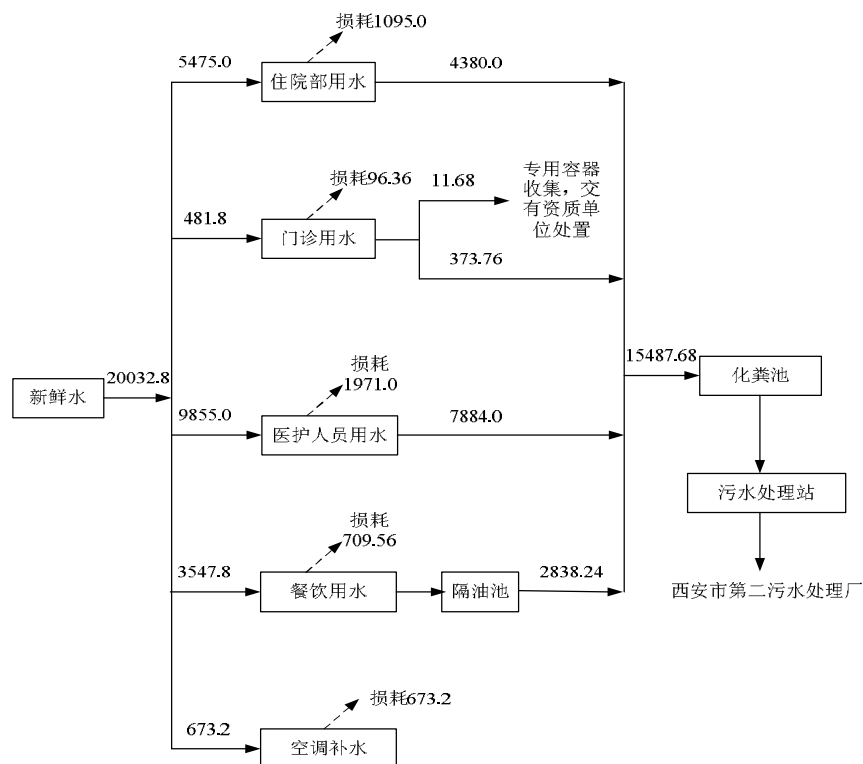 损耗1095.0
5475.0
住院部用水
4380.0
损耗96.36
11.68
专用容器
收集，交
有资质单
位处置
481.8
门诊用水
373.76
新鲜水
20032.8
损耗
1971.0
9855.0
医护人员用水
7884.0
15487.68
化粪池
污水处理站
西安市第二污水处理厂
损耗
709.56
3547.8
餐饮用水
隔油池
2838.24
损耗673.2
673.2
空调补水